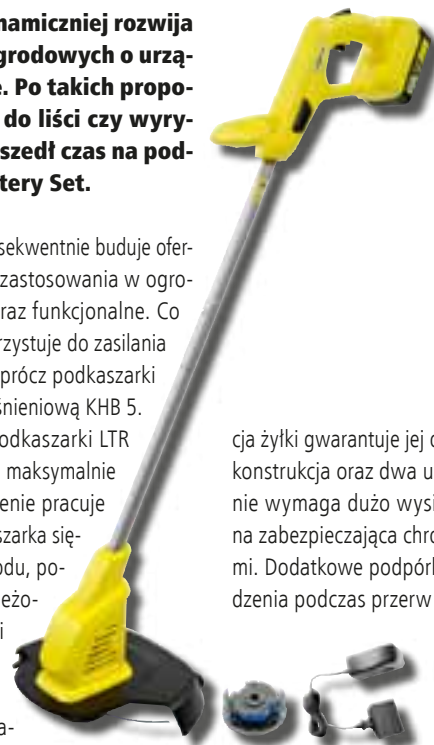 namiczniej rozwija
grodowych o urzą-
e. Po takich propo-
do liści czy wyry-
szedł czas na pod-
tery Set.
sekwentnie buduje ofer-
zastosowania w ogro-
raz funkcjonalne. Co
rzystuje do zasilania
prócz podkaszarki
śnieniową KHB 5.
odkaszarki LTR
maksymalnie
enie pracuje
szarka się-
odu, po-
eżo-
i
a-
cja żyłki gwarantuje jej c
konstrukcja oraz dwa u
nie wymaga dużo wysi
na zabezpieczająca chro
mi. Dodatkowe podpórk
dzenia podczas przerw